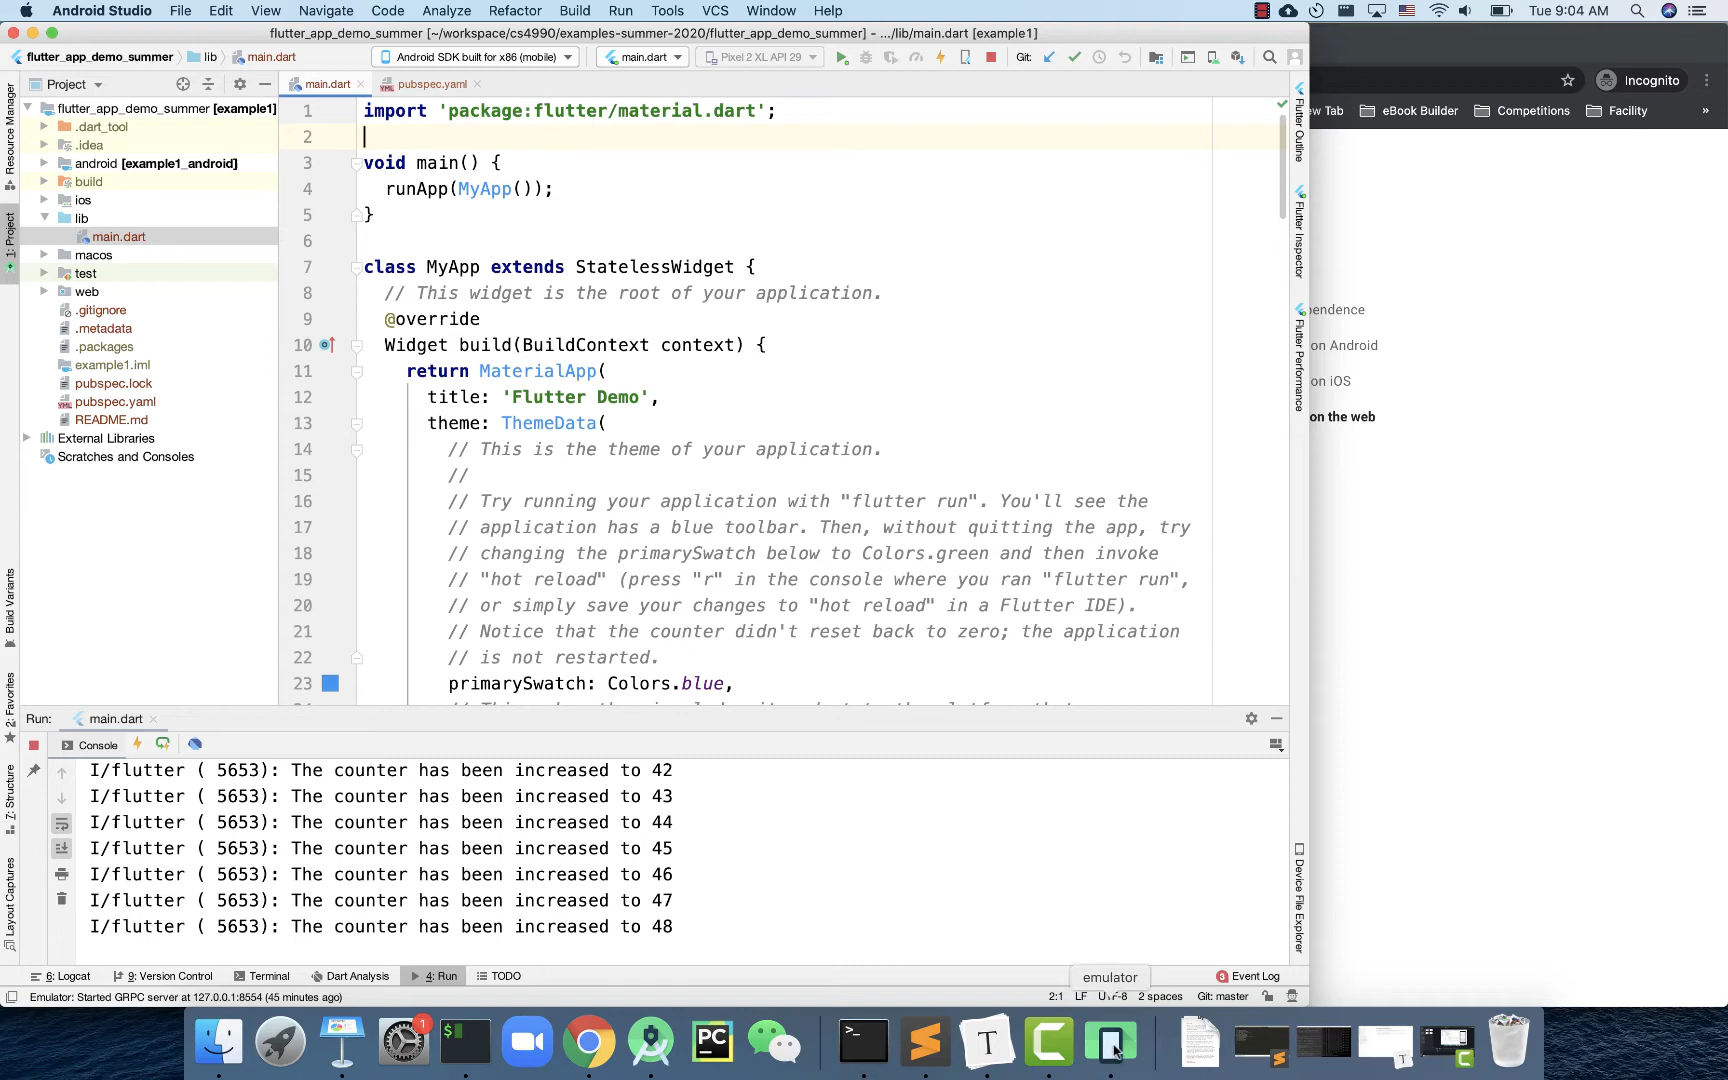 Android Studio File Edit View Navigate Code Analyze Refactor Build Run Tools VCS Window Help
1
Tue 9:04 AM
flutter_app_demo_summer [~/workspace/cs4990/examples-summer-2020/flutter_app_demo_summer] - .../lib/main.dart [example1]
flutter_app_demo_summer lib main.dart Android SDK built for x86 (mobile) main.dart Pixel 2 XL API 29 Git:
Incognito
Project main.dart pubspec.yaml
w Tab eBook Builder Competitions Facility »
flutter_app_demo_summer [example1]
.dart_tool
.idea
android [example1_android]
build
ios
lib
main.dart
macos
test
web
.gitignore
.metadata
.packages
example1.iml
pubspec.lock
pubspec.yaml
README.md
External Libraries
Scratches and Consoles
1 import 'package:flutter/material.dart';
2
3 void main() {
4 runApp(MyApp());
5 }
6
7 class MyApp extends StatelessWidget {
8 // This widget is the root of your application.
9 @override
10 Widget build(BuildContext context) {
11 return MaterialApp(
12 title: 'Flutter Demo',
13 theme: ThemeData(
14 // This is the theme of your application.
15 //
16 // Try running your application with "flutter run". You'll see the
17 // application has a blue toolbar. Then, without quitting the app, try
18 // changing the primarySwatch below to Colors.green and then invoke
19 // "hot reload" (press "r" in the console where you ran "flutter run",
20 // or simply save your changes to "hot reload" in a Flutter IDE).
21 // Notice that the counter didn't reset back to zero; the application
22 // is not restarted.
23 primarySwatch: Colors.blue,
Resource Manager
1: Project
Build Variants
2: Favorites
7: Structure
Layout Captures
Flutter Outline
Flutter Inspector
Flutter Performance
Device File Explorer
pendence
on Android
on iOS
on the web
Run: main.dart
Console
I/flutter ( 5653): The counter has been increased to 42
I/flutter ( 5653): The counter has been increased to 43
I/flutter ( 5653): The counter has been increased to 44
I/flutter ( 5653): The counter has been increased to 45
I/flutter ( 5653): The counter has been increased to 46
I/flutter ( 5653): The counter has been increased to 47
I/flutter ( 5653): The counter has been increased to 48
6: Logcat 9: Version Control Terminal Dart Analysis 4: Run TODO emulator 3 Event Log
Emulator: Started GRPC server at 127.0.0.1:8554 (45 minutes ago) 2:1 LF UTF-8 2 spaces Git: master
1
$
PC
>_
T